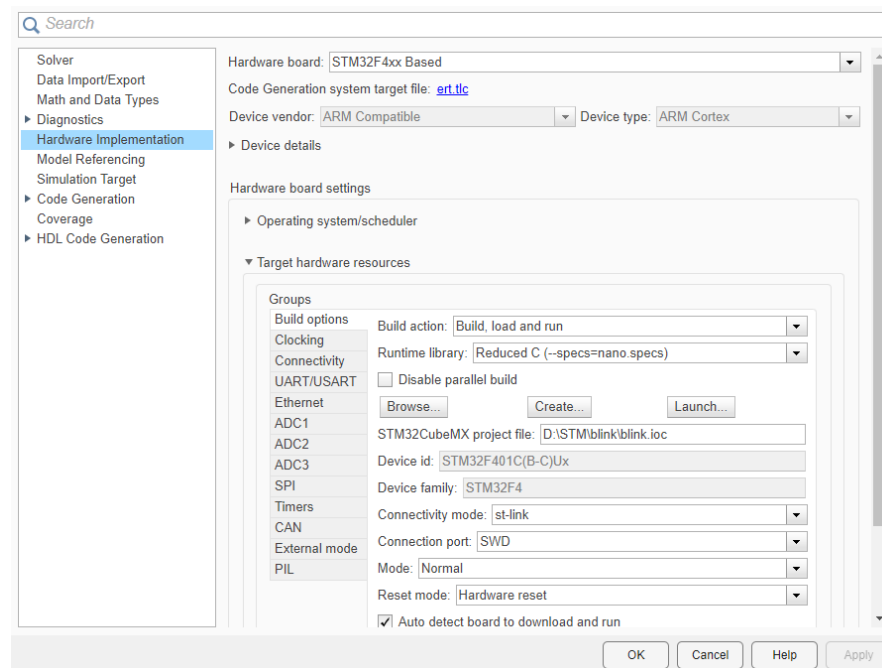 Search
Solver
Data Import/Export
Math and Data Types
Diagnostics
Hardware Implementation
Model Referencing
Simulation Target
Code Generation
Coverage
HDL Code Generation
Hardware board: STM32F4xx Based
Code Generation system target file: ert.tlc
Device vendor: ARM Compatible Device type: ARM Cortex
Device details
Hardware board settings
Operating system/scheduler
Target hardware resources
Groups
Build options
Clocking
Connectivity
UART/USART
Ethernet
ADC1
ADC2
ADC3
SPI
Timers
CAN
External mode
PIL
Build action: Build, load and run
Runtime library: Reduced C (--specs=nano.specs)
Disable parallel build
Browse... Create... Launch...
STM32CubeMX project file: D:\STM\blink\blink.ioc
Device id: STM32F401C(B-C)Ux
Device family: STM32F4
Connectivity mode: st-link
Connection port: SWD
Mode: Normal
Reset mode: Hardware reset
Auto detect board to download and run
OK Cancel Help Apply